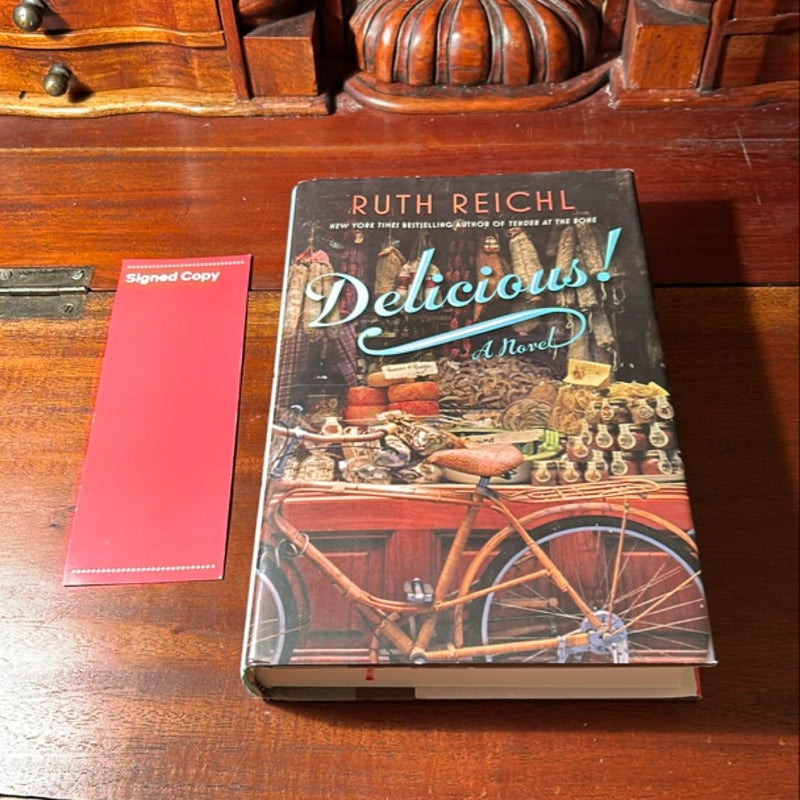 RUTH REICHL
NEW YORK TIMES BESTSELLING AUTHOR OF TENDER AT THE BONE
Delicious!
A Novel
Signed Copy